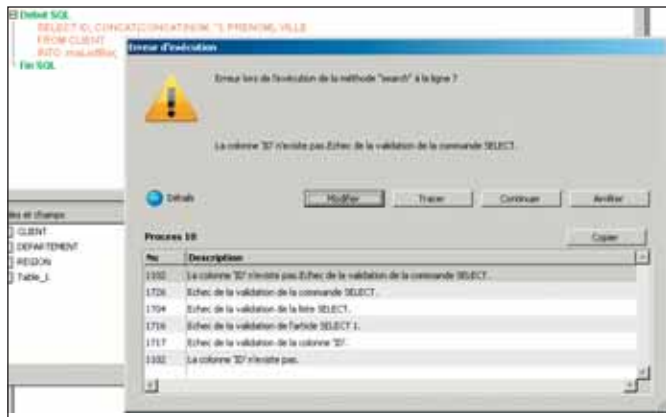 Debut SQL
SELECT ID, CONCAT(CONCAT(NOM, ' '), PRENOM), VILLE
FROM CLIENT
INTO
Fin SQL
Erreur d'exécution
Erreur lors de l'exécution de la méthode "search" à la ligne 7
La colonne 'ID' n'existe pas.Echec de la validation de la commande SELECT.
Détails
Modifier
Tracer
Continuer
Arrêter
et champs
CLIENT
DEPARTEMENT
REGION
Table_1
Process 10
Copier
No Description
1102 La colonne 'ID' n'existe pas.Echec de la validation de la commande SELECT.
1726 Echec de la validation de la commande SELECT.
1704 Echec de la validation de la liste SELECT.
1716 Echec de la validation de l'article SELECT 1.
1717 Echec de la validation de la colonne 'ID'.
1102 La colonne 'ID' n'existe pas.